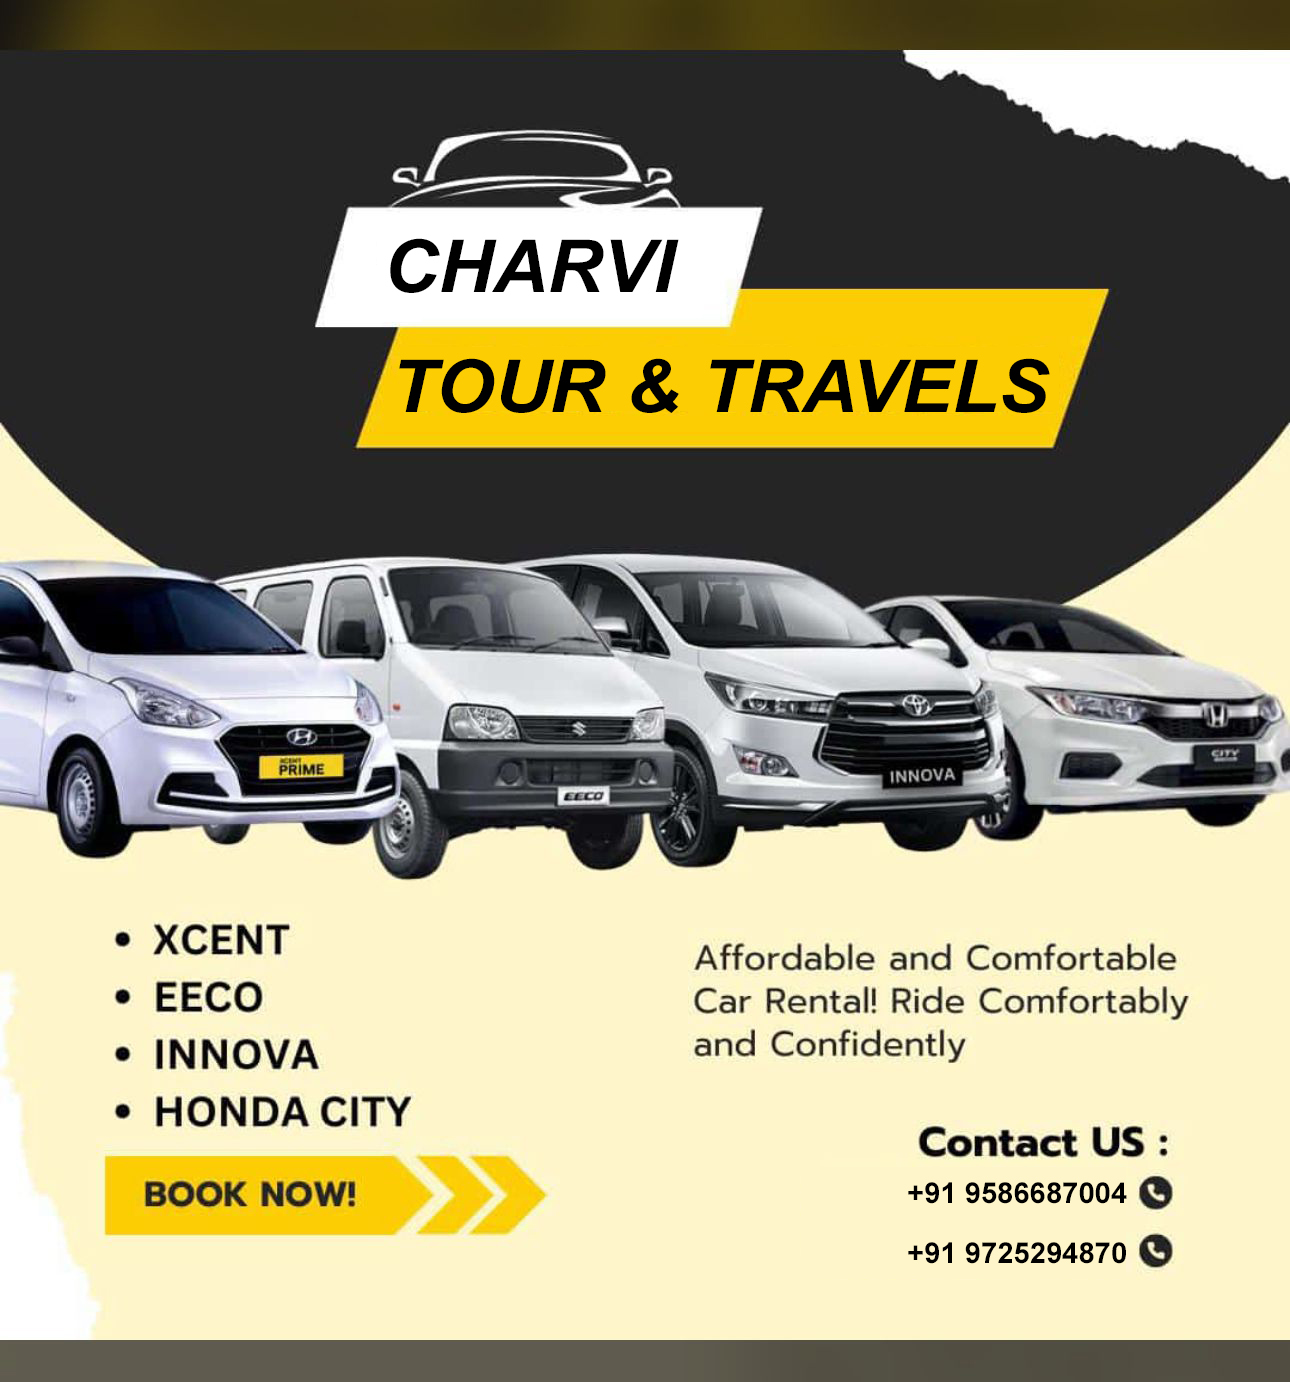 CHARVI
TOUR & TRAVELS
XCENT
PRIME
EECO
INNOVA
CITY
• XCENT
• EECO
• INNOVA
• HONDA CITY
BOOK NOW!
Affordable and Comfortable
Car Rental! Ride Comfortably
and Confidently
Contact US :
+91 9586687004
+91 9725294870